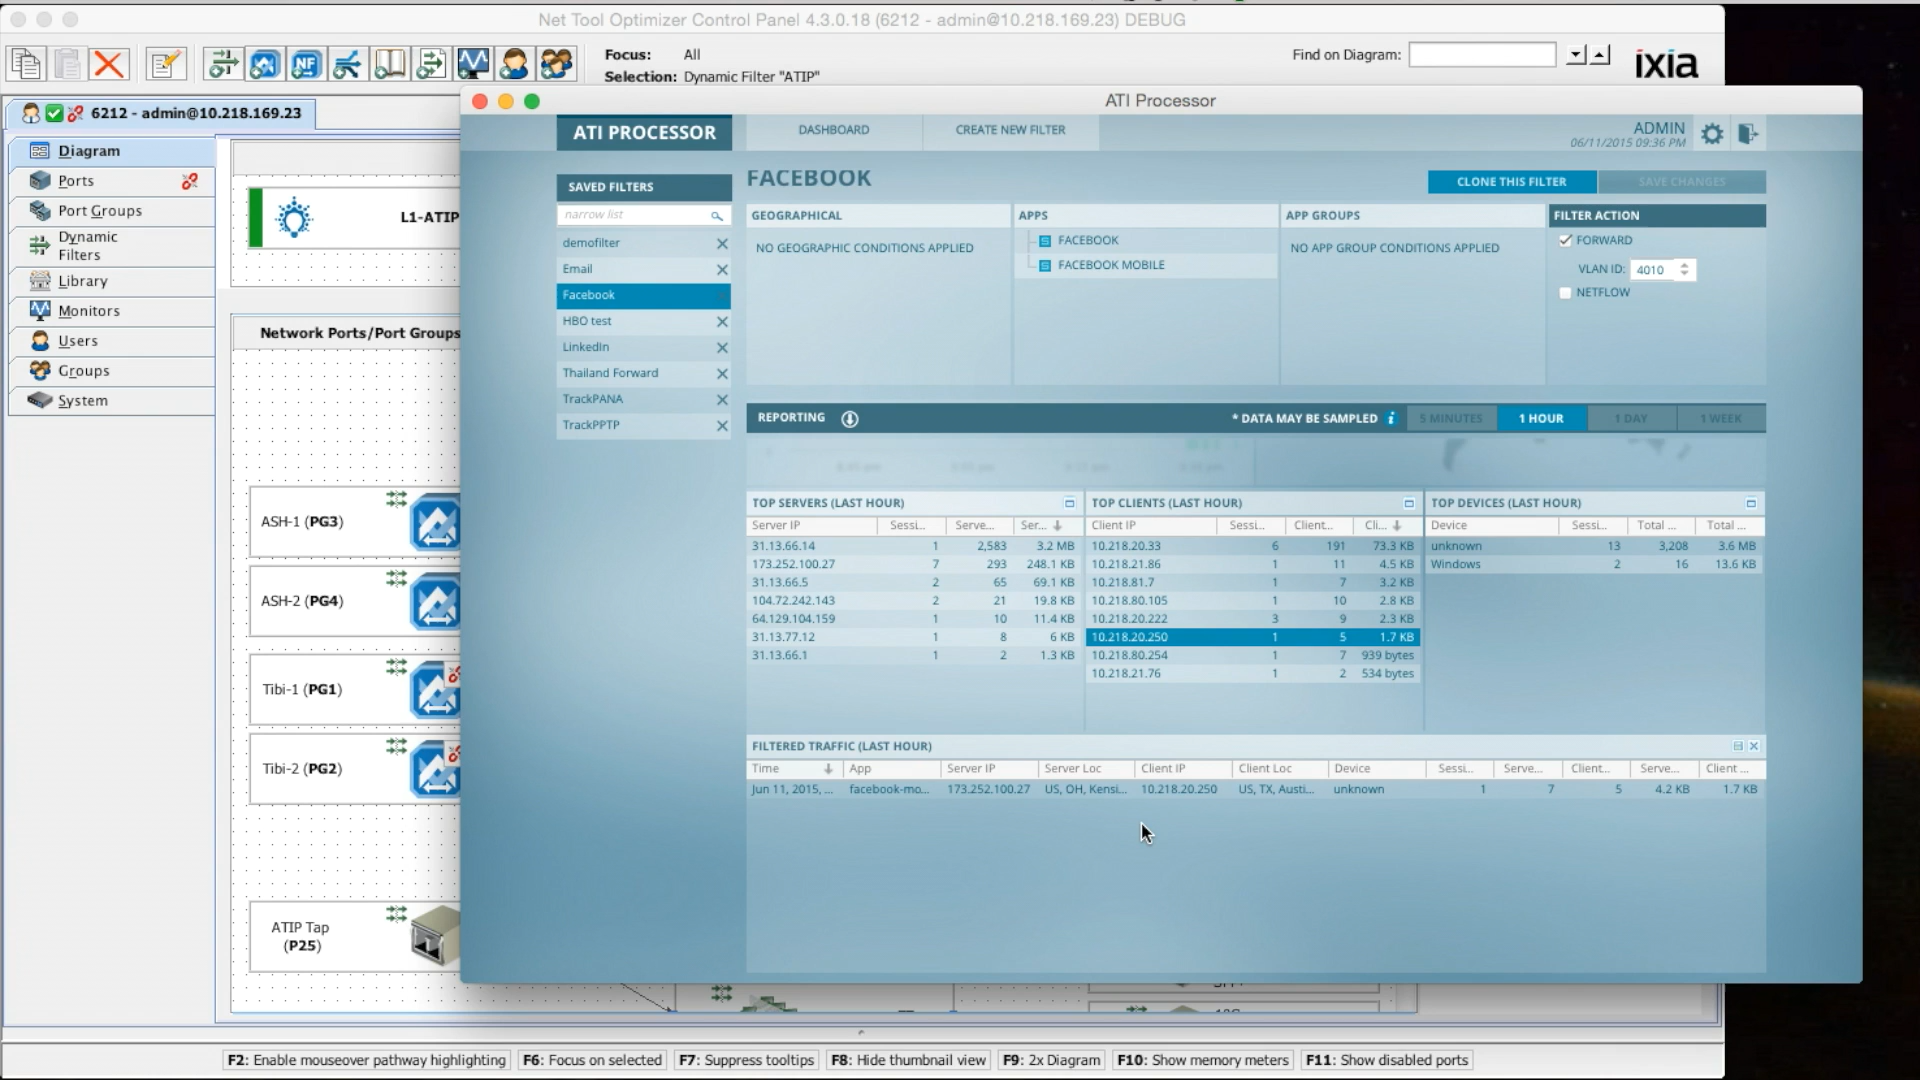 Net Tool Optimizer Control Panel 4.3.0.18 (6212 - admin@10.218.169.23) DEBUG
Focus: All
Selection: Dynamic Filter "ATIP"
Find on Diagram:
ixia
NF
6212 - admin@10.218.169.23
Diagram
Ports
Port Groups
Dynamic
Filters
Library
Monitors
Users
Groups
System
L1-ATIP
Network Ports/Port Groups
ASH-1 (PG3)
ASH-2 (PG4)
Tibi-1 (PG1)
Tibi-2 (PG2)
ATIP Tap
(P25)
ATI Processor
ATI PROCESSOR
DASHBOARD
CREATE NEW FILTER
ADMIN
06/11/2015 09:36 PM
SAVED FILTERS
narrow list
demofilter
Email
Facebook
HBO test
LinkedIn
Thailand Forward
TrackPANA
TrackPPTP
FACEBOOK
CLONE THIS FILTER
SAVE CHANGES
GEOGRAPHICAL
NO GEOGRAPHIC CONDITIONS APPLIED
APPS
FACEBOOK
FACEBOOK MOBILE
APP GROUPS
NO APP GROUP CONDITIONS APPLIED
FILTER ACTION
FORWARD
VLAN ID: 4010
NETFLOW
REPORTING
* DATA MAY BE SAMPLED i
5 MINUTES
1 HOUR
1 DAY
1 WEEK
TOP SERVERS (LAST HOUR)
Server IP Sessi... Serve... Ser...
31.13.66.14 1 2,583 3.2 MB
173.252.100.27 7 293 248.1 KB
31.13.66.5 2 65 69.1 KB
104.72.242.143 2 21 19.8 KB
64.129.104.159 1 10 11.4 KB
31.13.77.12 1 8 6 KB
31.13.66.1 1 2 1.3 KB
TOP CLIENTS (LAST HOUR)
Client IP Sessi... Client... Cli...
10.218.20.33 6 191 73.3 KB
10.218.21.86 1 11 4.5 KB
10.218.81.7 1 7 3.2 KB
10.218.80.105 1 10 2.8 KB
10.218.20.222 3 9 2.3 KB
10.218.20.250 1 5 1.7 KB
10.218.80.254 1 7 939 bytes
10.218.21.76 1 2 534 bytes
TOP DEVICES (LAST HOUR)
Device Sessi... Total ... Total ...
unknown 13 3,208 3.6 MB
Windows 2 16 13.6 KB
FILTERED TRAFFIC (LAST HOUR)
Time App Server IP Server Loc Client IP Client Loc Device Sessi... Serve... Client... Serve... Client ...
Jun 11, 2015, ... facebook-mo... 173.252.100.27 US, OH, Kensi... 10.218.20.250 US, TX, Austi... unknown 1 7 5 4.2 KB 1.7 KB
F2: Enable mouseover pathway highlighting
F6: Focus on selected
F7: Suppress tooltips
F8: Hide thumbnail view
F9: 2x Diagram
F10: Show memory meters
F11: Show disabled ports